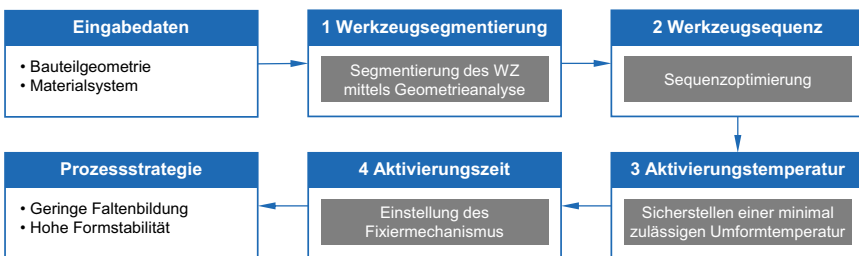 Eingabedaten
• Bauteilgeometrie
• Materialsystem
1 Werkzeugsegmentierung
Segmentierung des WZ
mittels Geometrieanalyse
2 Werkzeugsequenz
Sequenzoptimierung
3 Aktivierungstemperatur
Sicherstellen einer minimal
zulässigen Umformtemperatur
4 Aktivierungszeit
Einstellung des
Fixiermechanismus
Prozessstrategie
• Geringe Faltenbildung
• Hohe Formstabilität